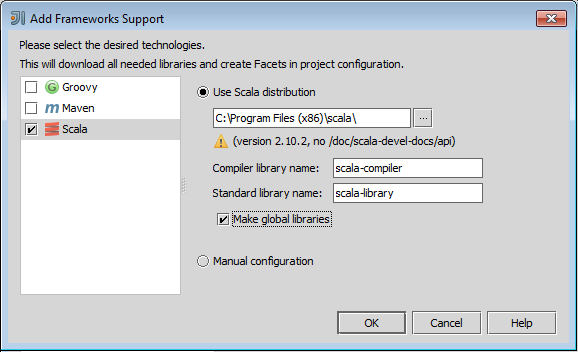 Add Frameworks Support
Please select the desired technologies.
This will download all needed libraries and create Facets in project configuration.
Groovy
Maven
Scala
Use Scala distribution
C:\Program Files (x86)\scala\
...
(version 2.10.2, no /doc/scala-devel-docs/api)
Compiler library name: scala-compiler
Standard library name: scala-library
Make global libraries
Manual configuration
OK Cancel Help